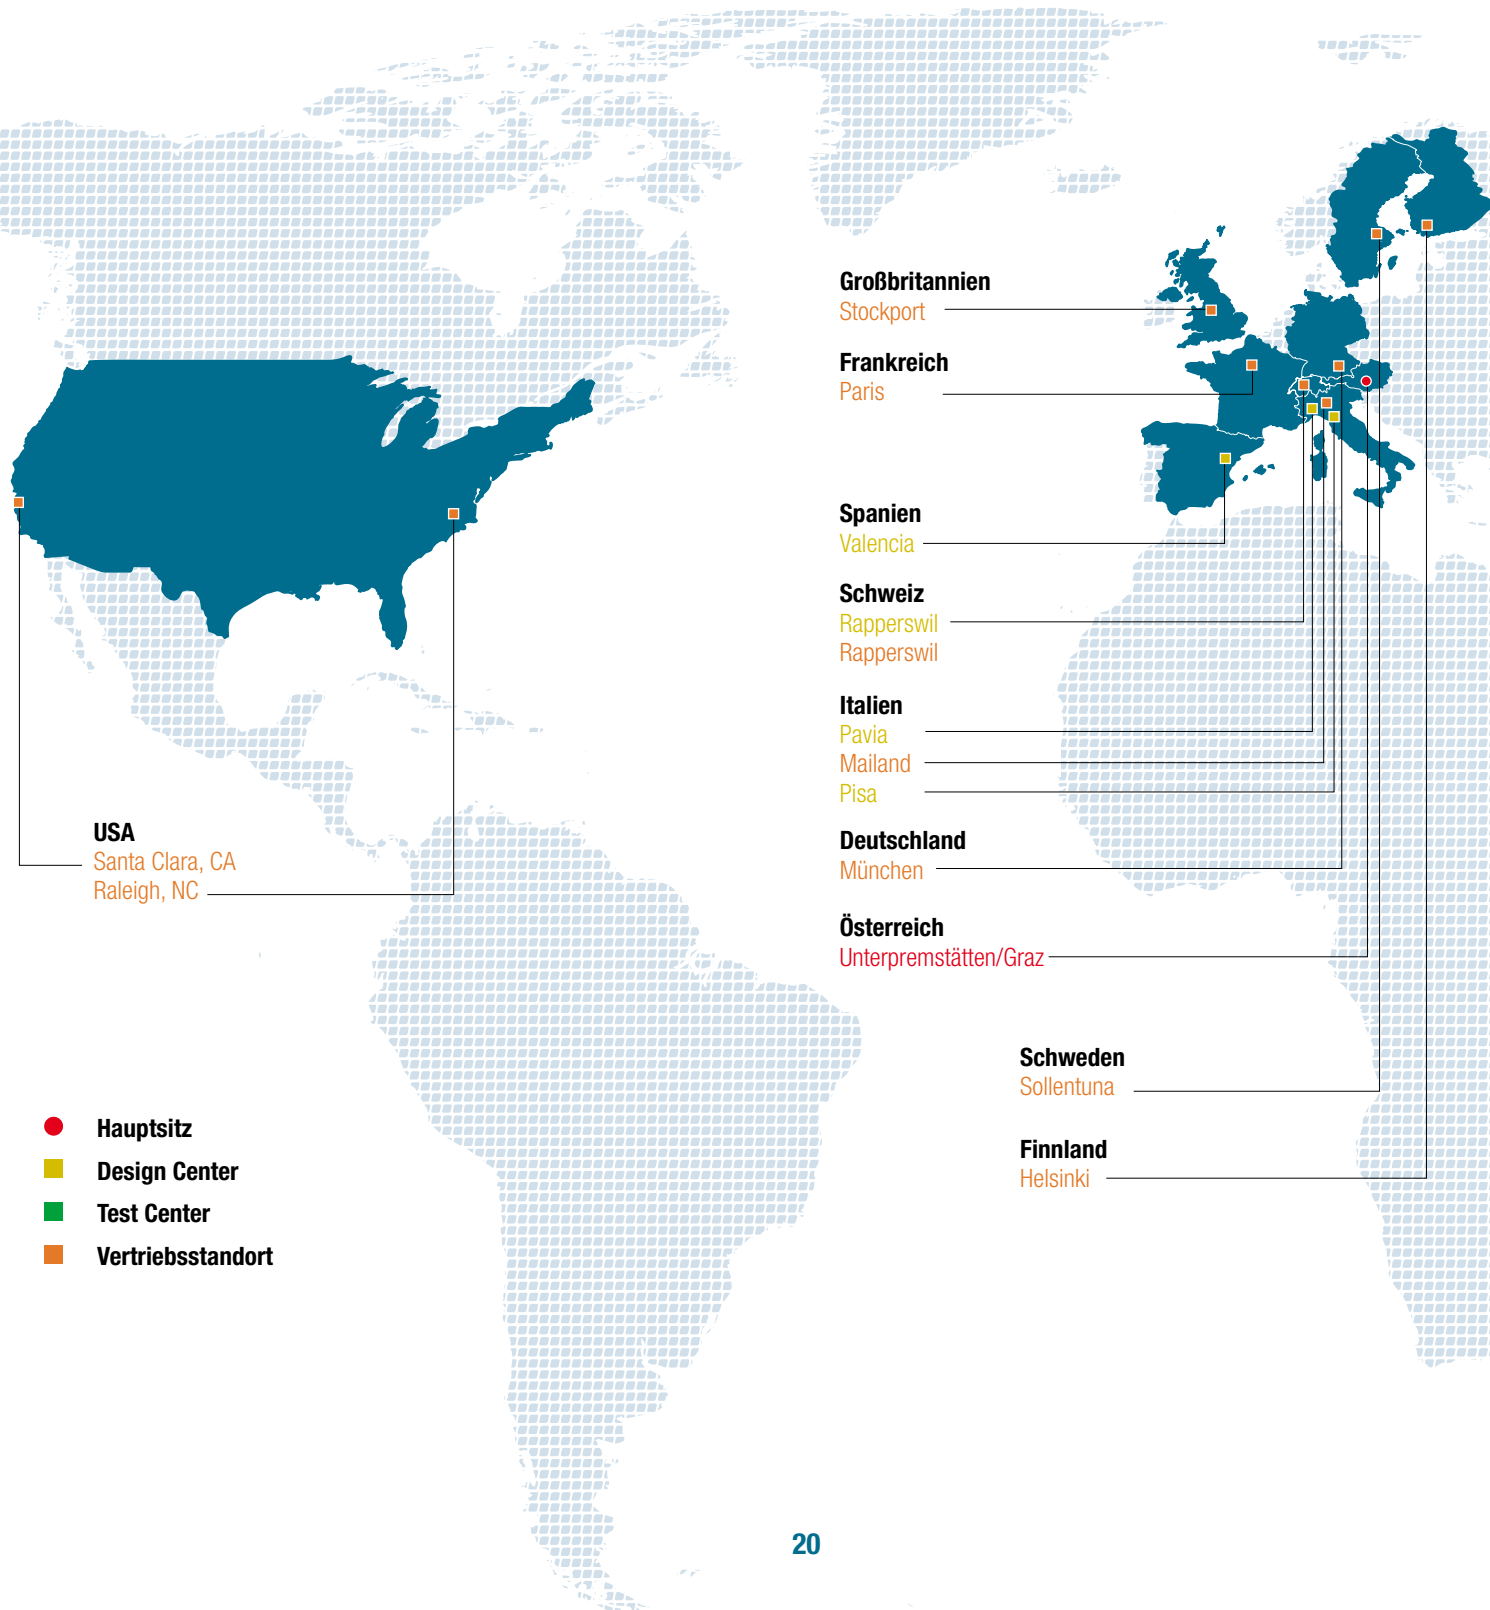 Großbritannien
Stockport
Frankreich
Paris
Spanien
Valencia
Schweiz
Rapperswil
Rapperswil
Italien
Pavia
Mailand
Pisa
Deutschland
München
Österreich
Unterpremstätten/Graz
Schweden
Sollentuna
Finnland
Helsinki
USA
Santa Clara, CA
Raleigh, NC
Hauptsitz
Design Center
Test Center
Vertriebsstandort
20